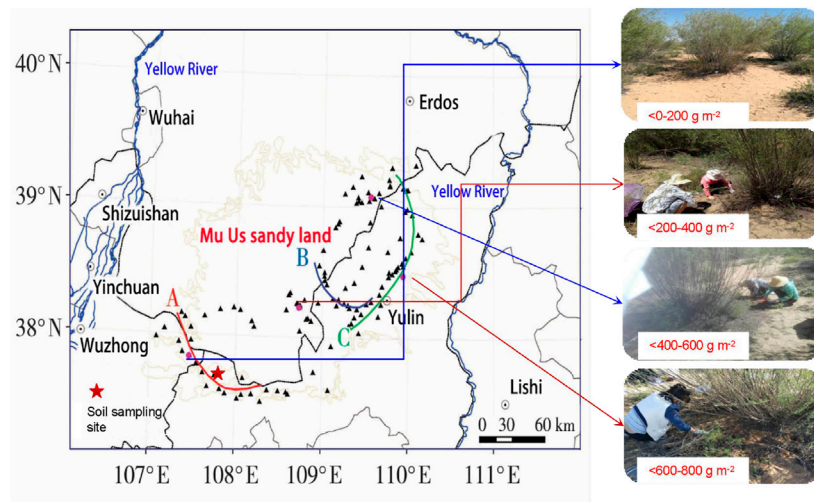 40°N
39°N
38°N
107°E
108°E
109°E
110°E
111°E
Yellow River
Wuhai
Erdos
Shizuishan
Yellow River
Mu Us sandy land
B
Yinchuan
A
Yulin
C
Wuzhong
Lishi
Soil sampling
site
0 30 60 km
<0-200 g m-2
<200-400 g m-2
<400-600 g m-2
<600-800 g m-2